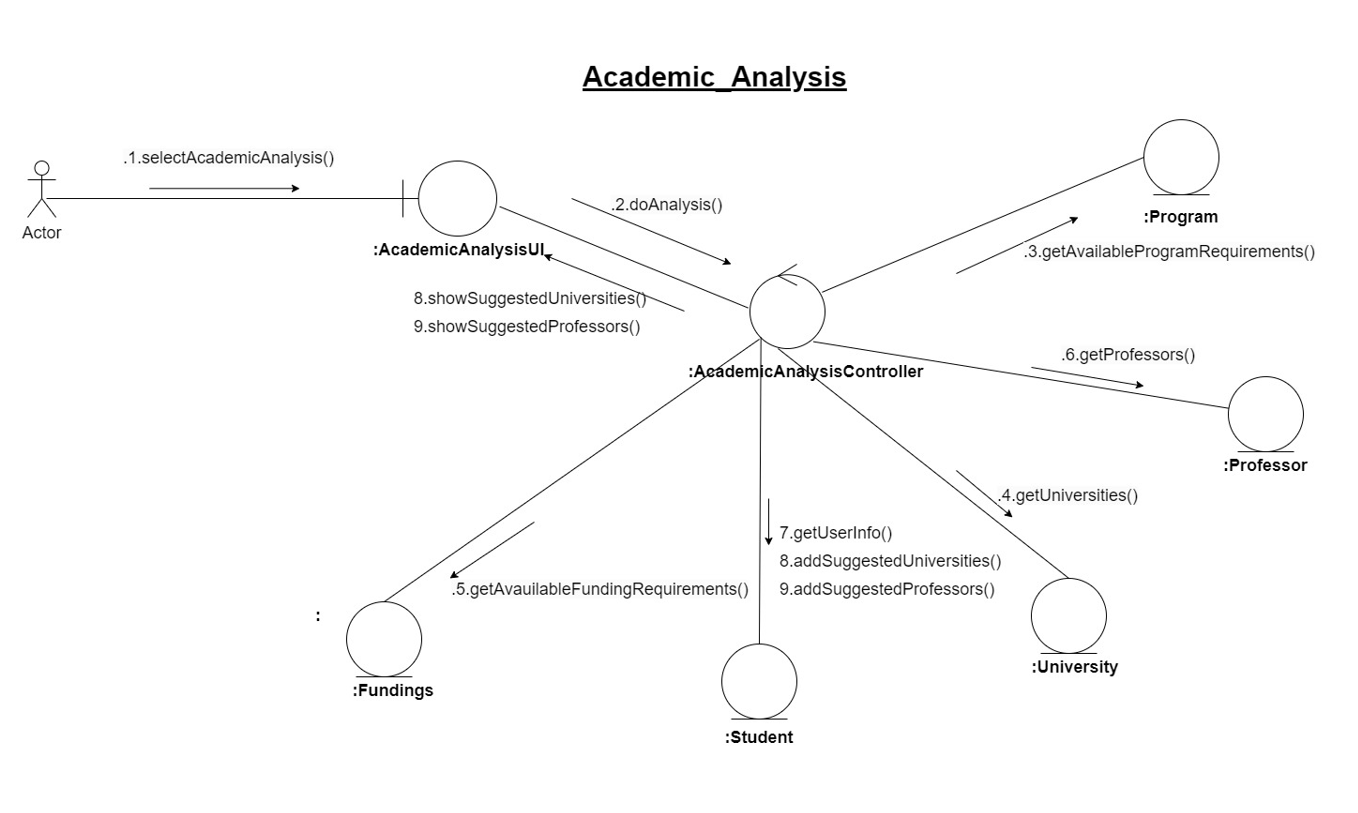 Academic_Analysis
.1.selectAcademicAnalysis()
Actor
:AcademicAnalysisUI
.2.doAnalysis()
:Program
.3.getAvailableProgramRequirements()
8.showSuggestedUniversities()
9.showSuggestedProfessors()
:AcademicAnalysisController
.6.getProfessors()
:Professor
.4.getUniversities()
7.getUserInfo()
8.addSuggestedUniversities()
9.addSuggestedProfessors()
.5.getAvauilableFundingRequirements()
:
:Fundings
:University
:Student